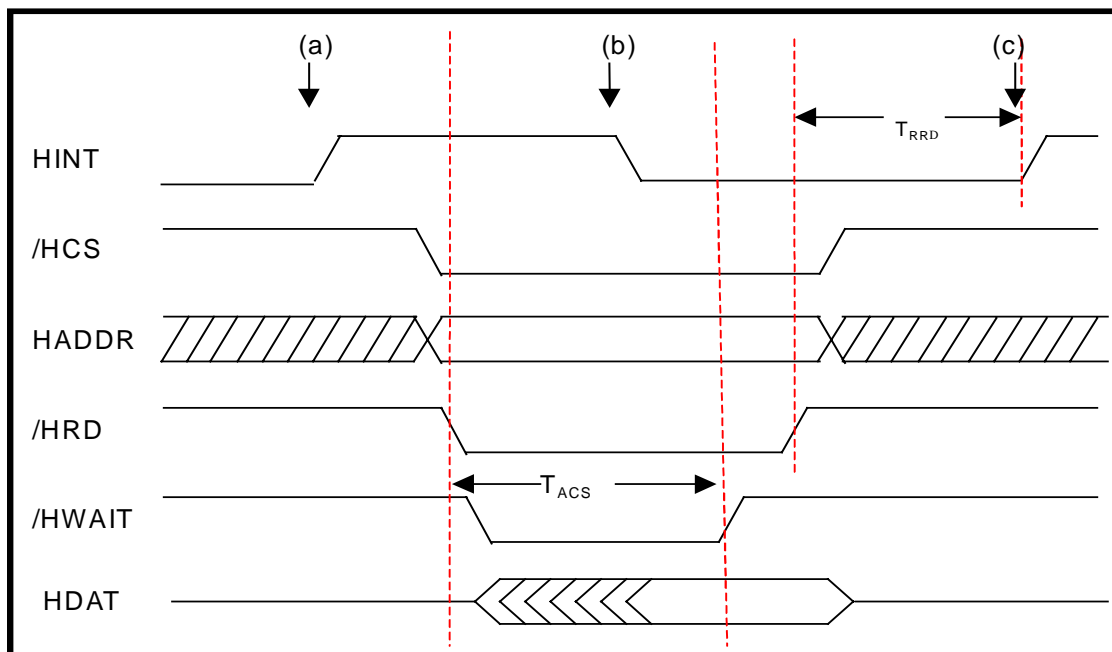 (a) (b) (c)
T_RRD
HINT
/HCS
HADDR
/HRD
T_ACS
/HWAIT
HDAT